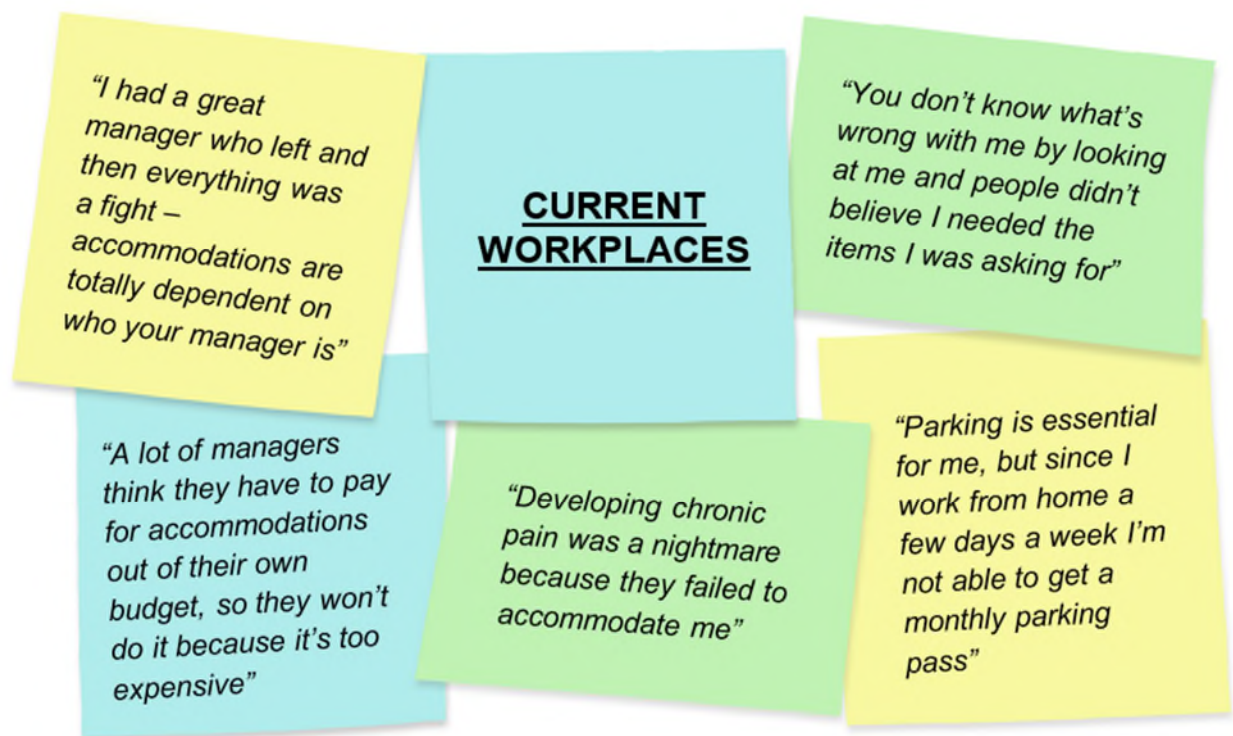 “I had a great
manager who left and
then everything was
a fight –
accommodations are
totally dependent on
who your manager is”
CURRENT
WORKPLACES
“You don’t know what’s
wrong with me by looking
at me and people didn’t
believe I needed the
items I was asking for”
“A lot of managers
think they have to pay
for accommodations
out of their own
budget, so they won’t
do it because it’s too
expensive”
“Developing chronic
pain was a nightmare
because they failed to
accommodate me”
“Parking is essential
for me, but since I
work from home a
few days a week I’m
not able to get a
monthly parking
pass”